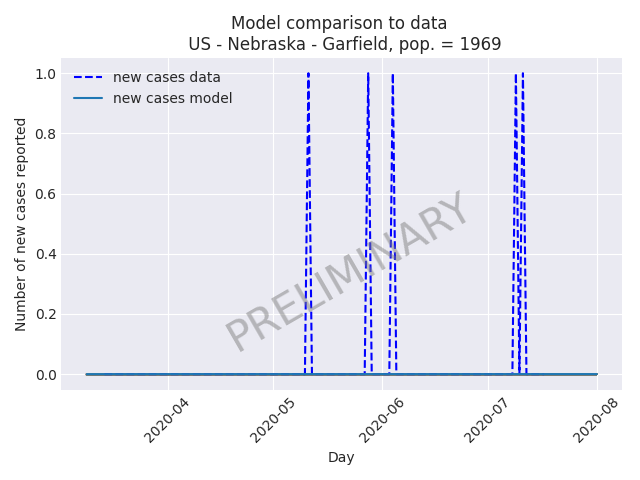 Model comparison to data
US - Nebraska - Garfield, pop. = 1969
new cases data
new cases model
Number of new cases reported
1.0
0.8
0.6
0.4
0.2
0.0
PRELIMINARY
2020-04
2020-05
2020-06
2020-07
2020-08
Day